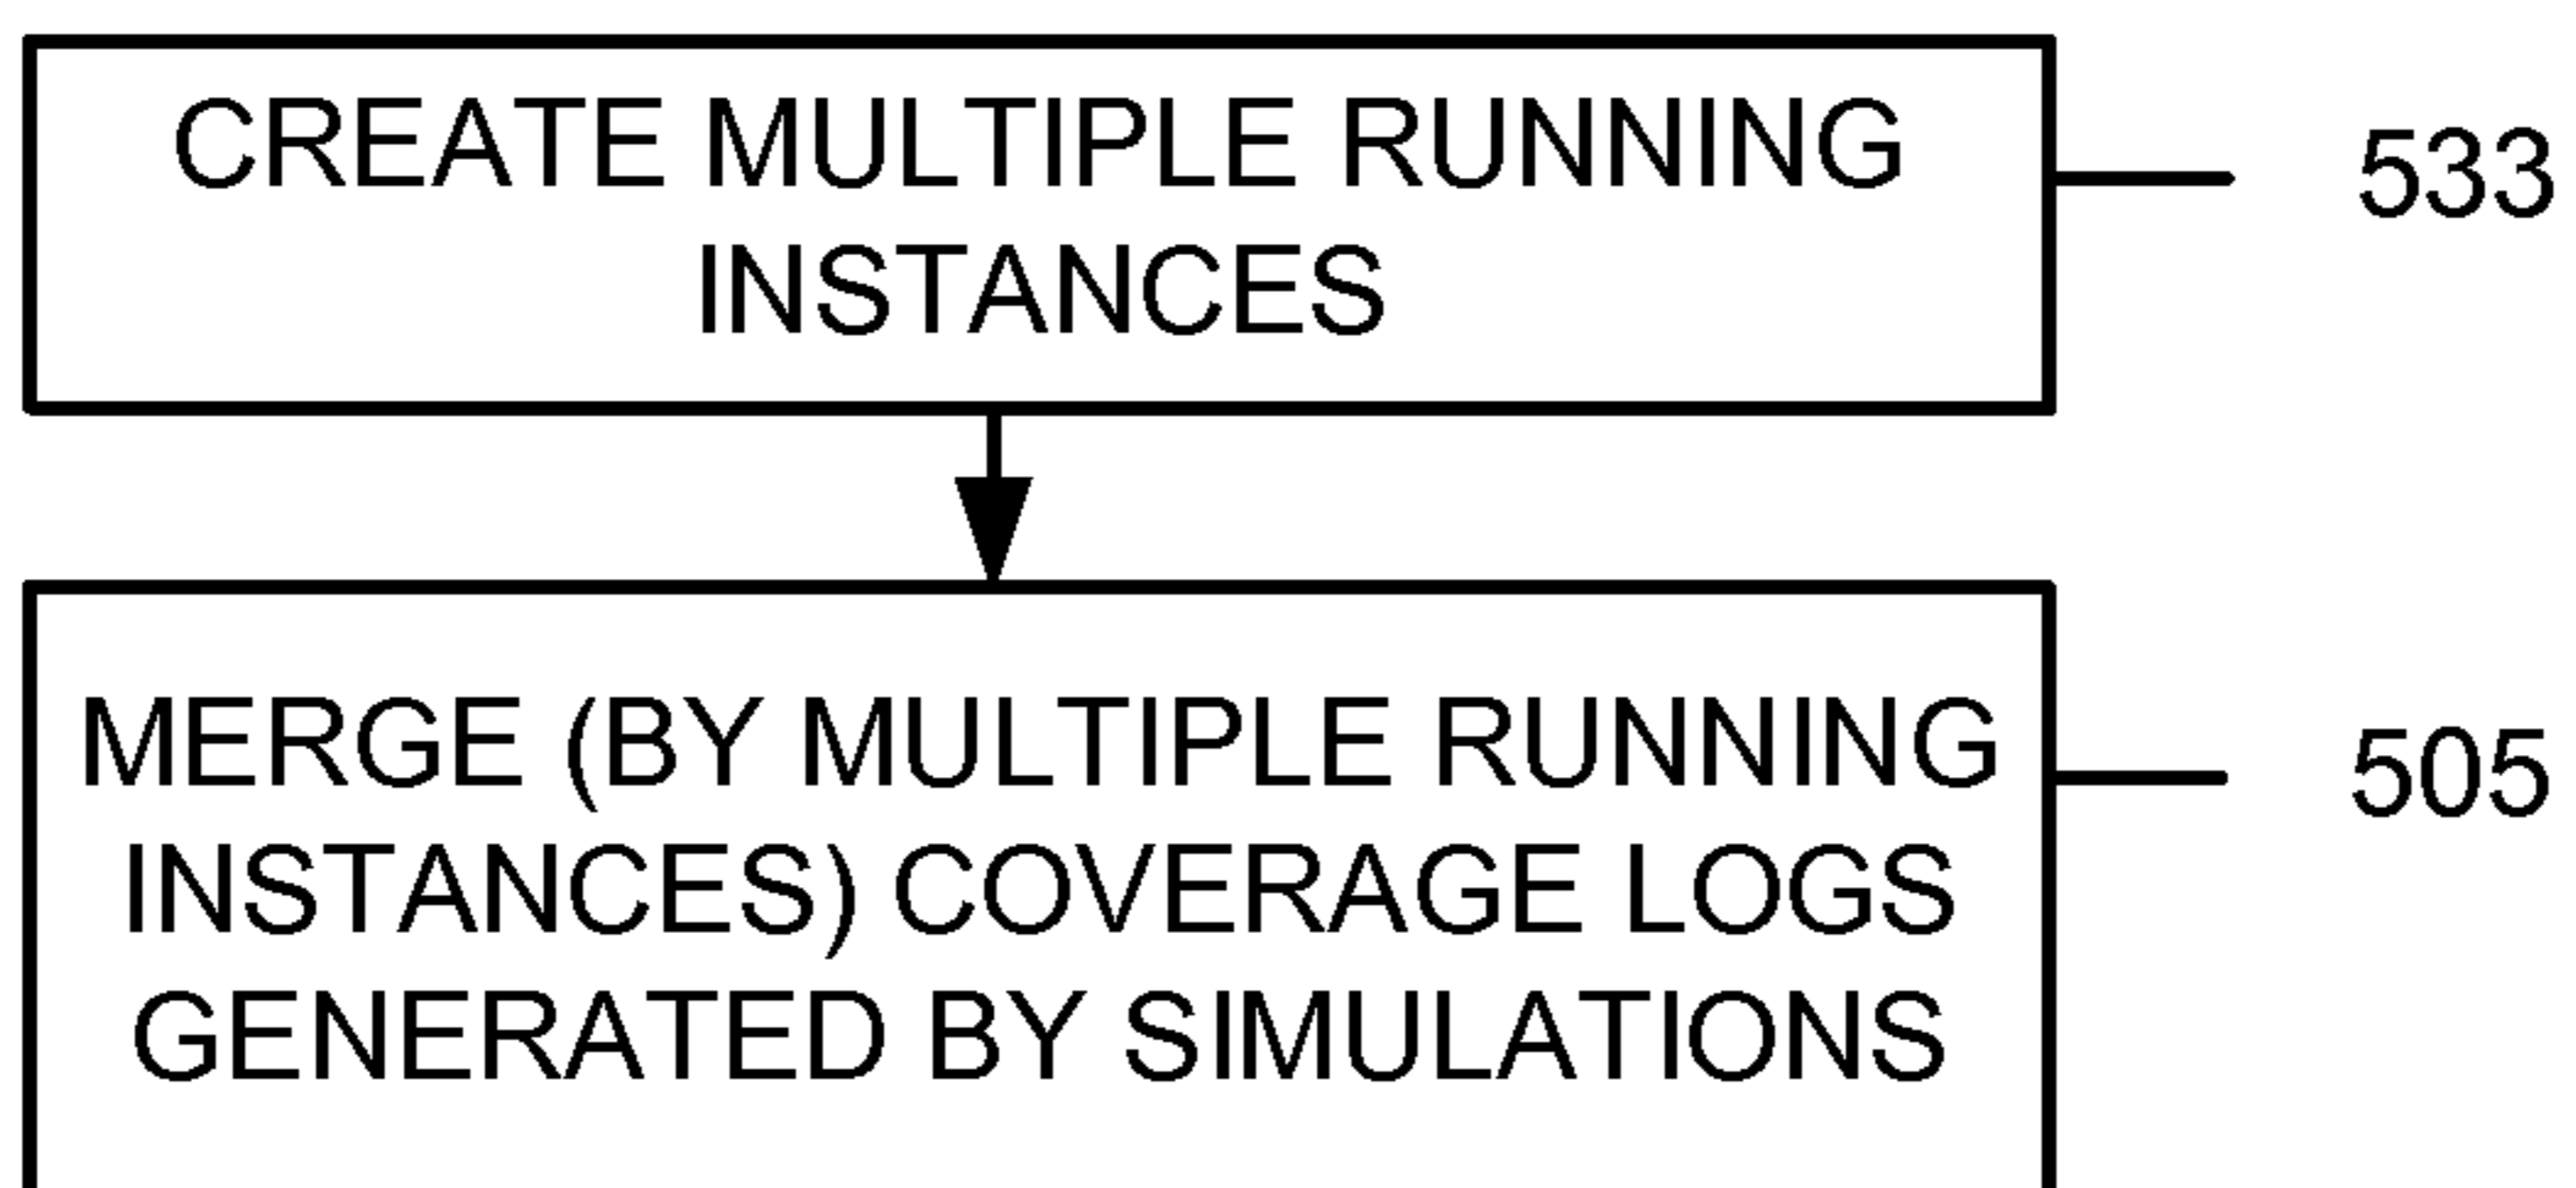 CREATE MULTIPLE RUNNING
INSTANCES
533
MERGE (BY MULTIPLE RUNNING
INSTANCES) COVERAGE LOGS
GENERATED BY SIMULATIONS
505